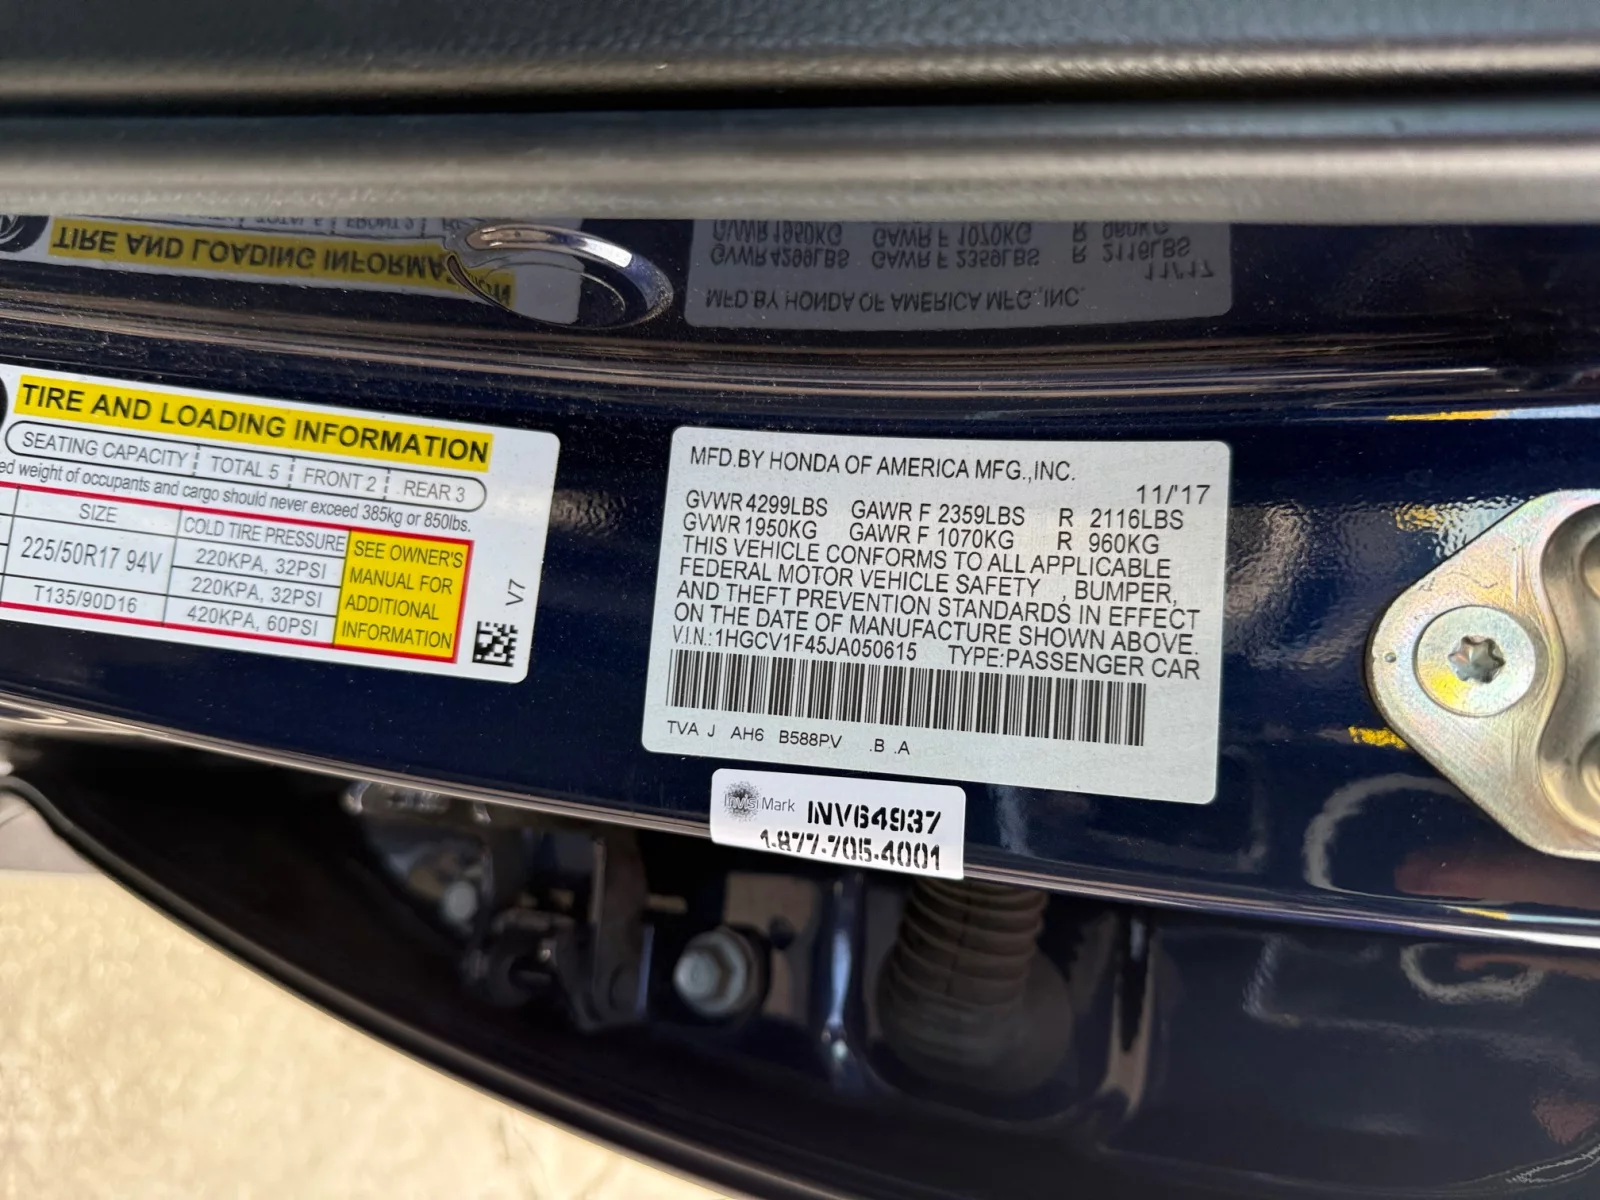 TIRE AND LOADING INFORMATION
SEATING CAPACITY TOTAL 5 FRONT 2 REAR 3
weight of occupants and cargo should never exceed 385kg or 850lbs.
SIZE COLD TIRE PRESSURE
225/50R17 94V 220KPA, 32PSI
220KPA, 32PSI
T135/90D16 420KPA, 60PSI
SEE OWNER'S
MANUAL FOR
ADDITIONAL
INFORMATION
V7
MFD.BY HONDA OF AMERICA MFG.,INC.
11/'17
GVWR 4299LBS GAWR F 2359LBS R 2116LBS
GVWR 1950KG GAWR F 1070KG R 960KG
THIS VEHICLE CONFORMS TO ALL APPLICABLE
FEDERAL MOTOR VEHICLE SAFETY , BUMPER,
AND THEFT PREVENTION STANDARDS IN EFFECT
ON THE DATE OF MANUFACTURE SHOWN ABOVE.
V.I.N.:1HGCV1F45JA050615 TYPE:PASSENGER CAR
TVA J AH6 B588PV .B .A
InvisiMark INV64937
1-877-705-4001